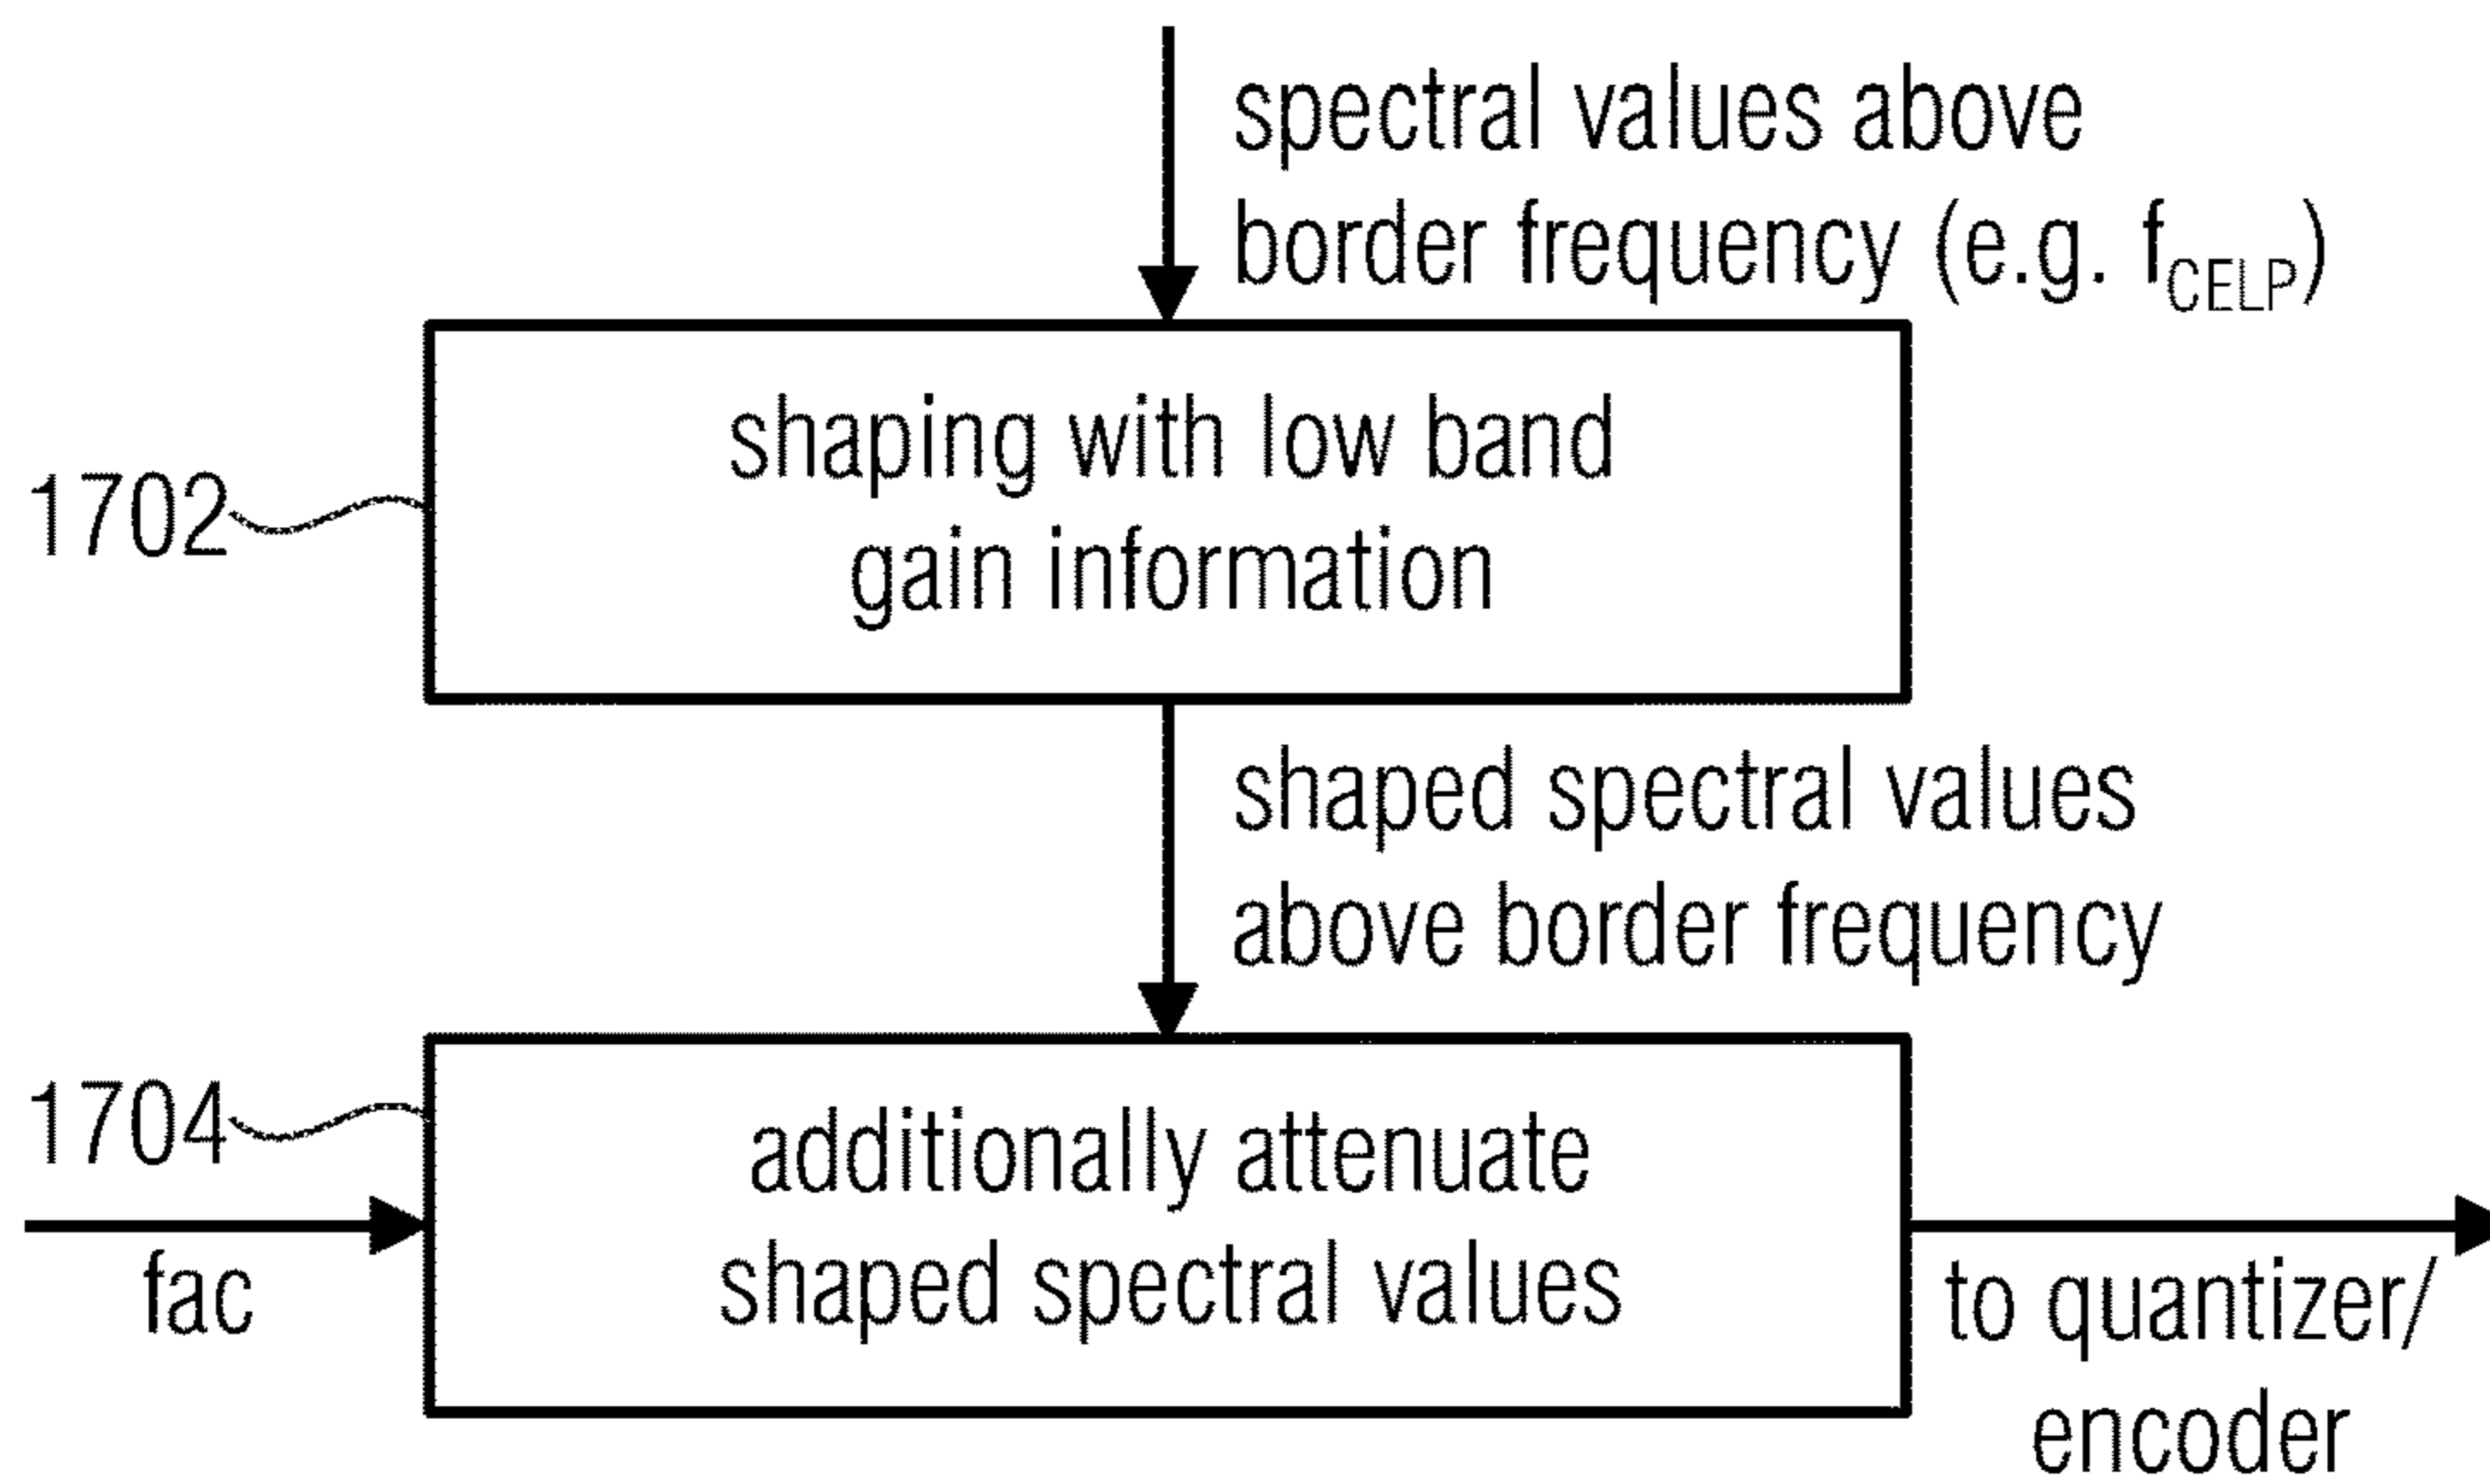 spectral values above
border frequency (e.g. fCELP)
shaping with low band
gain information
1702
shaped spectral values
above border frequency
1704
additionally attenuate
shaped spectral values
fac
to quantizer/
encoder